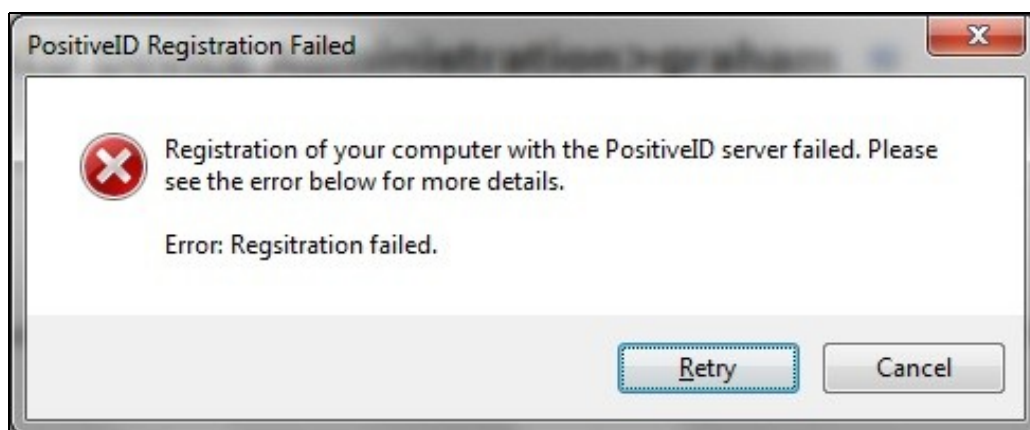 PositiveID Registration Failed
Registration of your computer with the PositiveID server failed. Please
see the error below for more details.
Error: Regsitration failed.
Retry
Cancel